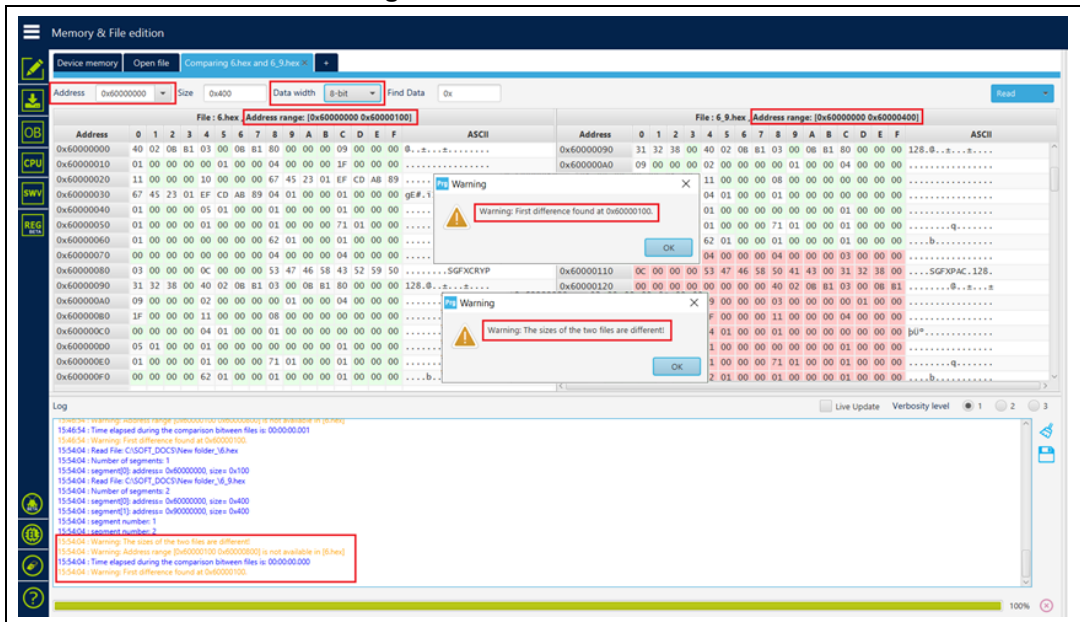 Memory & File edition
Device memory Open file Comparing 6.hex and 6_9.hex × +
Address 0x60000000 Size 0x400 Data width 8-bit Find Data 0x Read
File : 6.hex , Address range: [0x60000000 0x60000100]
Address 0 1 2 3 4 5 6 7 8 9 A B C D E F ASCII
0x60000000 40 02 0B B1 03 00 0B B1 80 00 00 00 09 00 00 00 @..±...±........
0x60000010 01 00 00 00 00 01 00 00 04 00 00 00 1F 00 00 00 ................
0x60000020 11 00 00 00 10 00 00 00 67 45 23 01 EF CD AB 89 .....
0x60000030 67 45 23 01 EF CD AB 89 04 01 00 00 01 00 00 00 gE#.ï
0x60000040 01 00 00 00 05 01 00 00 01 00 00 00 01 00 00 00 .....
0x60000050 01 00 00 00 01 00 00 00 01 00 00 00 71 01 00 00 .....
0x60000060 01 00 00 00 00 00 00 00 62 01 00 00 01 00 00 00 .....
0x60000070 00 00 00 00 00 00 00 00 04 00 00 00 04 00 00 00 .....
0x60000080 03 00 00 00 0C 00 00 00 53 47 46 58 43 52 59 50 ........SGFXCRYP
0x60000090 31 32 38 00 40 02 0B B1 03 00 0B B1 80 00 00 00 128.@..±...±....
0x600000A0 09 00 00 00 02 00 00 00 00 01 00 00 04 00 00 00
0x600000B0 1F 00 00 00 11 00 00 00 08 00 00 00 01 00 00 00
0x600000C0 00 00 00 00 04 01 00 00 01 00 00 00 01 00 00 00
0x600000D0 05 01 00 00 01 00 00 00 00 00 00 00 01 00 00 00
0x600000E0 01 00 00 00 01 00 00 00 71 01 00 00 01 00 00 00
0x600000F0 00 00 00 00 62 01 00 00 01 00 00 00 01 00 00 00 ....b..
File : 6_9.hex , Address range: [0x60000000 0x60000400]
Address 0 1 2 3 4 5 6 7 8 9 A B C D E F ASCII
0x60000090 31 32 38 00 40 02 0B B1 03 00 0B B1 80 00 00 00 128.@..±...±....
0x600000A0 09 00 00 00 02 00 00 00 00 01 00 00 04 00 00 00 ................
11 00 00 00 08 00 00 00
0x60000110 0C 00 00 00 53 47 46 58 50 41 43 00 31 32 38 00 ....SGFXPAC.128.
0x60000120 00 00 00 00 00 00 00 00 40 02 0B B1 03 00 0B B1 ........@..±...±
Warning
Warning: First difference found at 0x60000100.
OK
Warning
Warning: The sizes of the two files are different!
OK
Log Live Update Verbosity level 1 2 3
15:46:54 : Time elapsed during the comparison bitween files is: 00:00:00.001
15:46:54 : Warning: First difference found at 0x60000100.
15:54:04 : Read File: C:\SOFT_DOCS\New folder_\6.hex
15:54:04 : Number of segments: 1
15:54:04 : segment[0]: address= 0x60000000, size= 0x100
15:54:04 : Read File: C:\SOFT_DOCS\New folder_\6_9.hex
15:54:04 : Number of segments: 2
15:54:04 : segment[0]: address= 0x60000000, size= 0x400
15:54:04 : segment[1]: address= 0x90000000, size= 0x400
15:54:04 : segment number: 1
15:54:04 : segment number: 2
15:54:04 : Warning: The sizes of the two files are different!
15:54:04 : Warning: Address range [0x60000100 0x60000800] is not available in [6.hex]
15:54:04 : Time elapsed during the comparison bitween files is: 00:00:00.000
15:54:04 : Warning: First difference found at 0x60000100.
OB
CPU
SWV
REG
BETA
100%